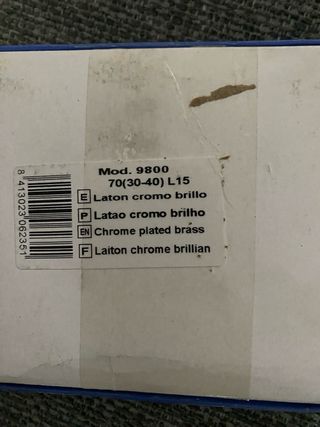 Mod. 9800
70(30-40) L15
E Laton cromo brillo
P Latao cromo brilho
EN Chrome plated brass
F Laiton chrome brillian
8 413023 062351